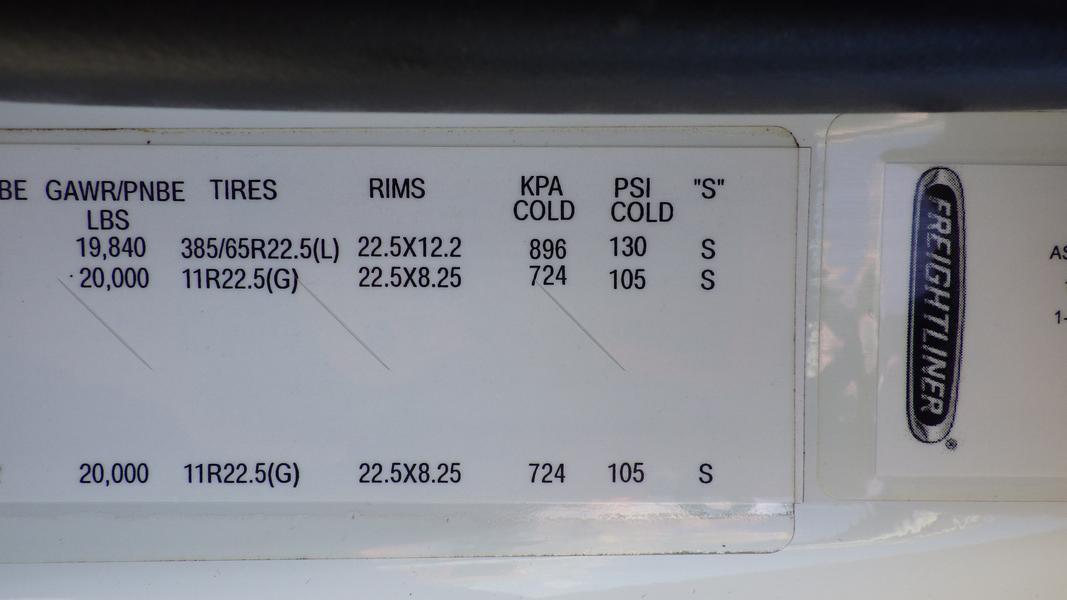 BE GAWR/PNBE TIRES RIMS KPA PSI "S"
LBS COLD COLD
19,840 385/65R22.5(L) 22.5X12.2 896 130 S
20,000 11R22.5(G) 22.5X8.25 724 105 S
20,000 11R22.5(G) 22.5X8.25 724 105 S
FREIGHTLINER®
AS
1-